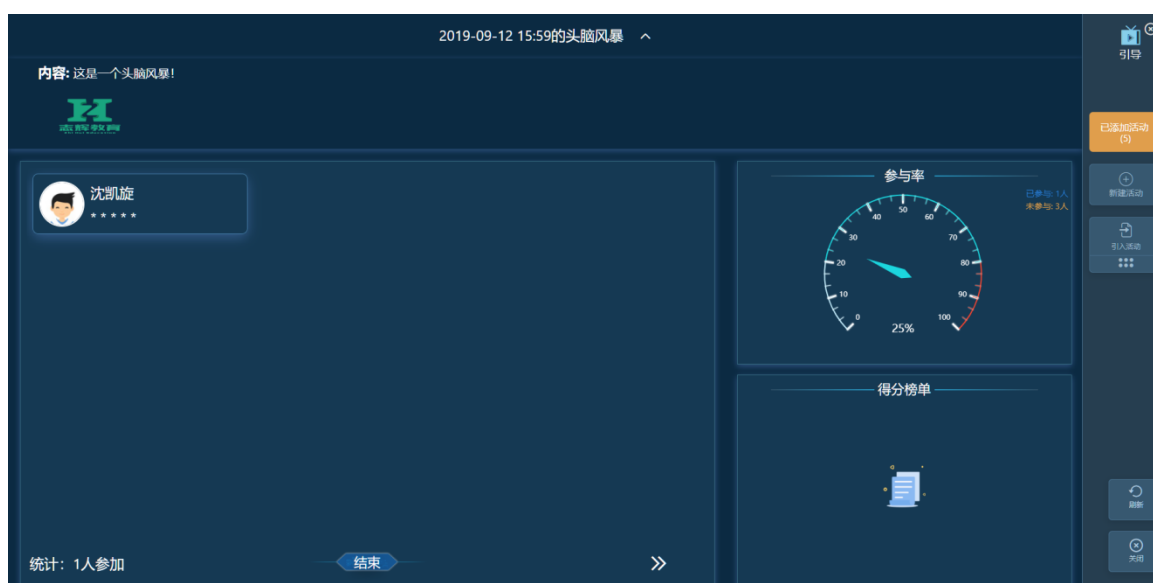 2019-09-12 15:59的头脑风暴
内容: 这是一个头脑风暴!
志辉教育
沈凯旋
*****
统计：1人参加
结束
参与率
已参与: 1人
未参与: 3人
0
10
20
30
40
50
60
70
80
90
100
25%
得分榜单
引导
已添加活动
(5)
新建活动
引入活动
刷新
关闭